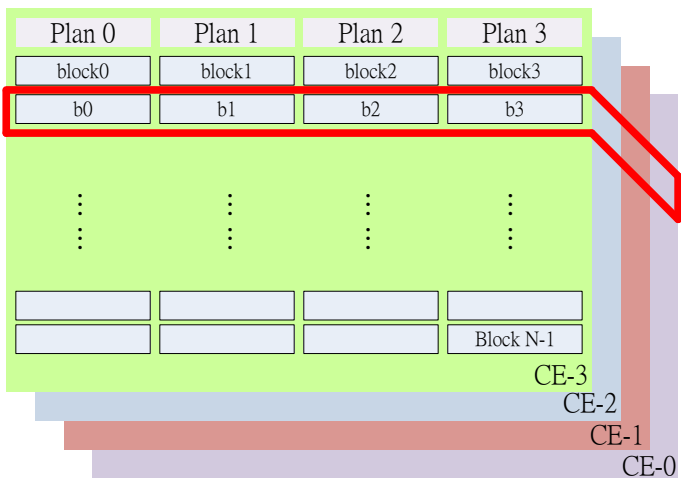 Plan 0 Plan 1 Plan 2 Plan 3
block0 block1 block2 block3
b0 b1 b2 b3
⋮ ⋮ ⋮ ⋮
Block N-1
CE-3
CE-2
CE-1
CE-0